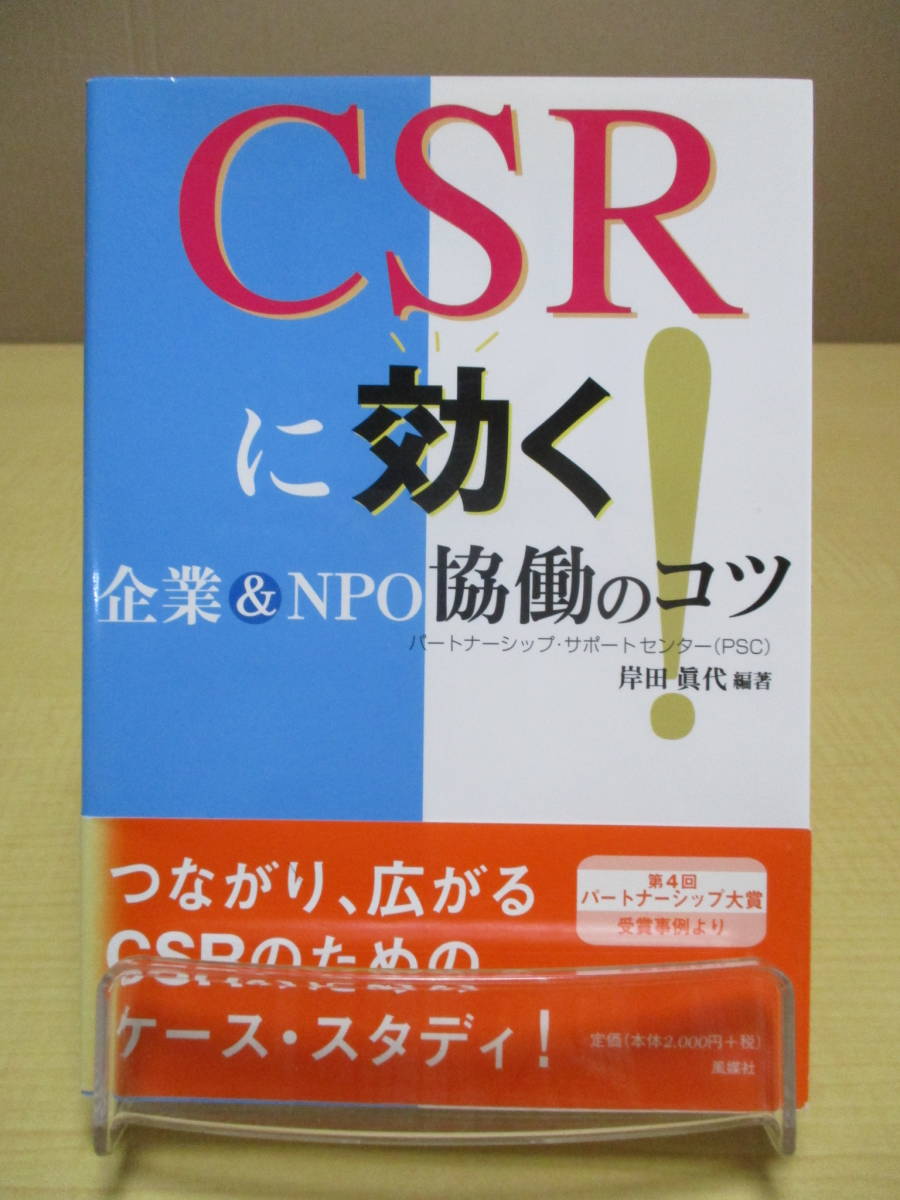 CSR
に効く!
企業&NPO協働のコツ
パートナーシップ・サポートセンター(PSC)
岸田 眞代 編著
つながり、広がる
CSRのための
ケース・スタディ!
第4回
パートナーシップ大賞
受賞事例より
定価(本体2,000円+税)
風媒社